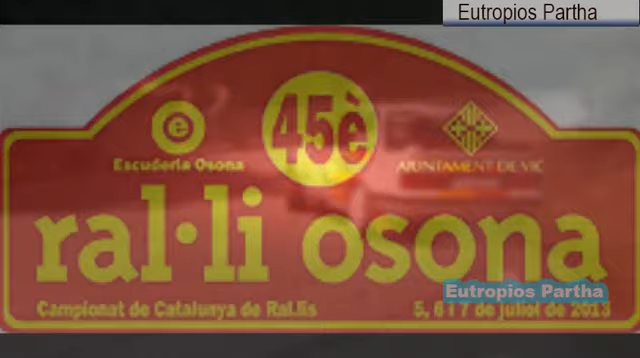 Eutropios Partha
45è
e
Escuderia Osona
AJUNTAMENT DE VIC
ral·li osona
Eutropios Partha
Campionat de Catalunya de Ral.lis
5, 6 i 7 de juliol de 2013